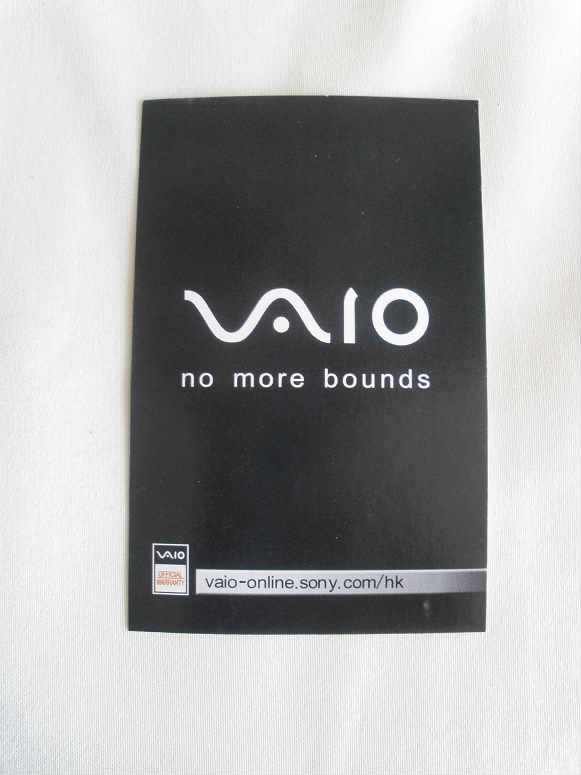 VAIO
no more bounds
VAIO
OFFICIAL
WARRANTY
vaio-online.sony.com/hk